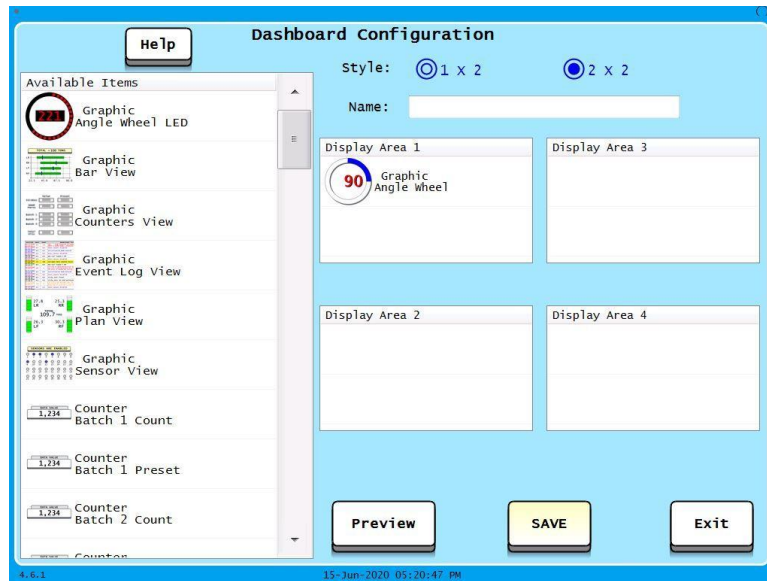 Help
Dashboard Configuration
Style:
1 x 2
2 x 2
Name:
Available Items
221
Graphic
Angle Wheel LED
Graphic
Bar View
Graphic
Counters View
Graphic
Event Log View
Graphic
Plan View
Graphic
Sensor View
1,234
Counter
Batch 1 Count
1,234
Counter
Batch 1 Preset
1,234
Counter
Batch 2 Count
Counter
Display Area 1
90
Graphic
Angle Wheel
Display Area 3
Display Area 2
Display Area 4
Preview
SAVE
Exit
4.6.1
15-Jun-2020 05:20:47 PM